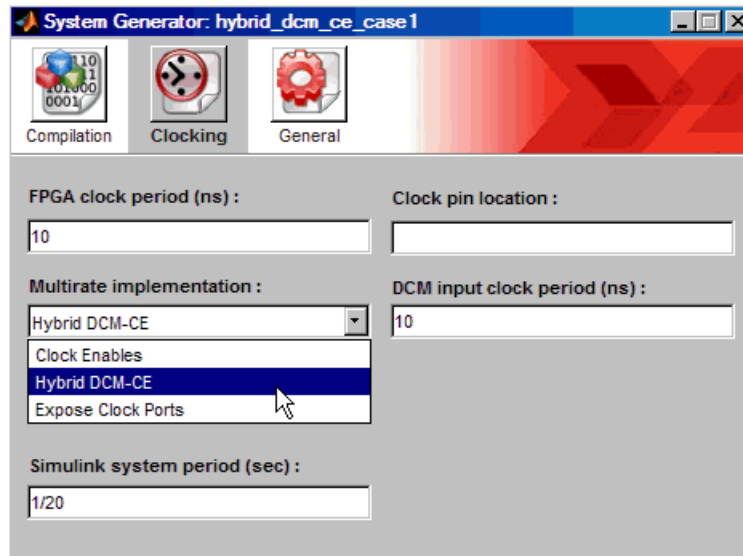 System Generator: hybrid_dcm_ce_case1
Compilation
Clocking
General
FPGA clock period (ns) :
10
Clock pin location :
Multirate implementation :
Hybrid DCM-CE
DCM input clock period (ns) :
10
Clock Enables
Hybrid DCM-CE
Expose Clock Ports
Simulink system period (sec) :
1/20